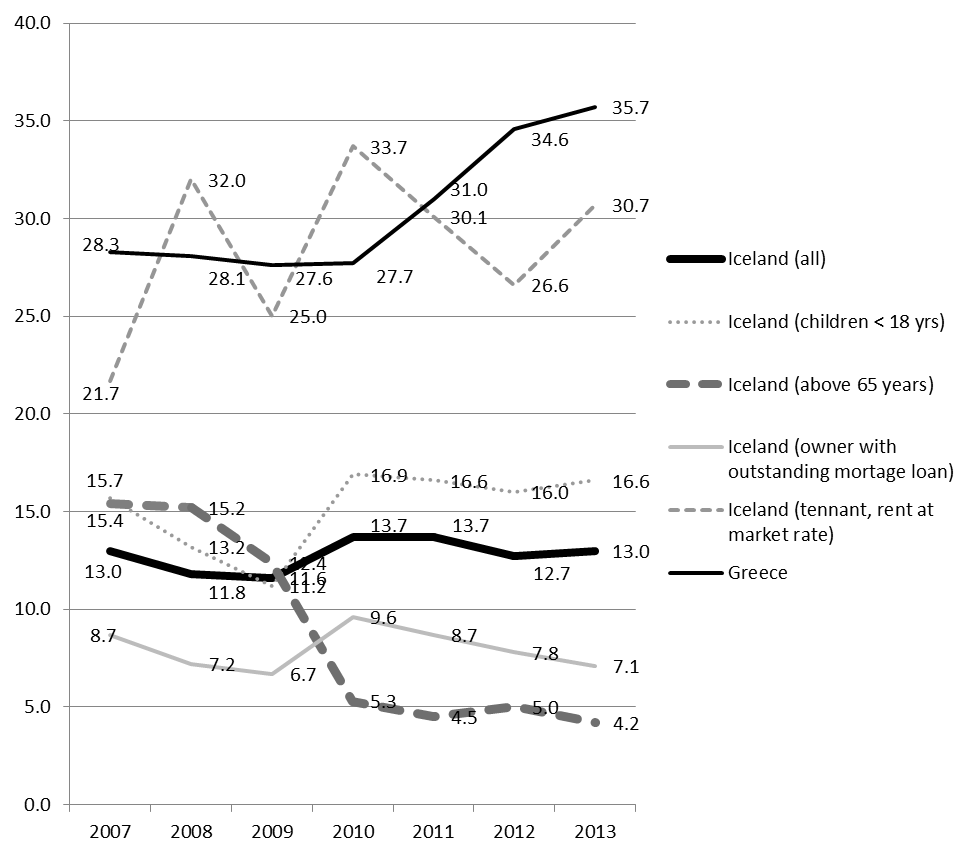 40.0
35.0
30.0
25.0
20.0
15.0
10.0
5.0
0.0
2007 2008 2009 2010 2011 2012 2013
28.3 28.1 27.6 27.7 31.0 34.6 35.7
21.7 32.0 25.0 33.7 30.1 26.6 30.7
15.7 13.2 11.2 16.9 16.6 16.0 16.6
15.4 15.2 12.4 5.3 4.5 5.0 4.2
13.0 11.8 11.6 13.7 13.7 12.7 13.0
8.7 7.2 6.7 9.6 8.7 7.8 7.1
Iceland (all)
Iceland (children < 18 yrs)
Iceland (above 65 years)
Iceland (owner with
outstanding mortage loan)
Iceland (tennant, rent at
market rate)
Greece